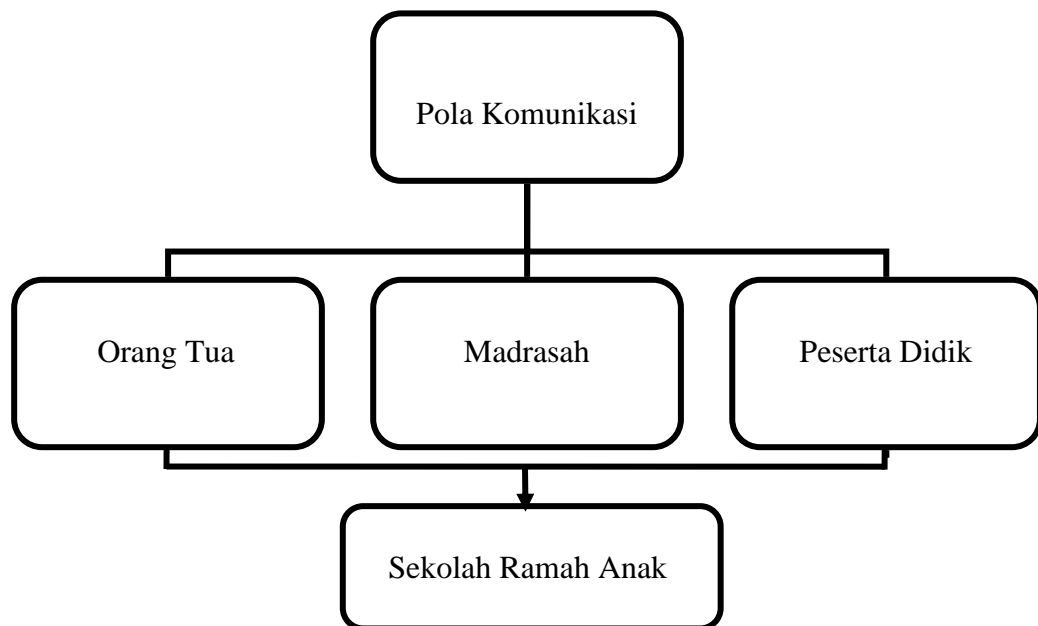 Pola Komunikasi
Orang Tua
Madrasah
Peserta Didik
Sekolah Ramah Anak